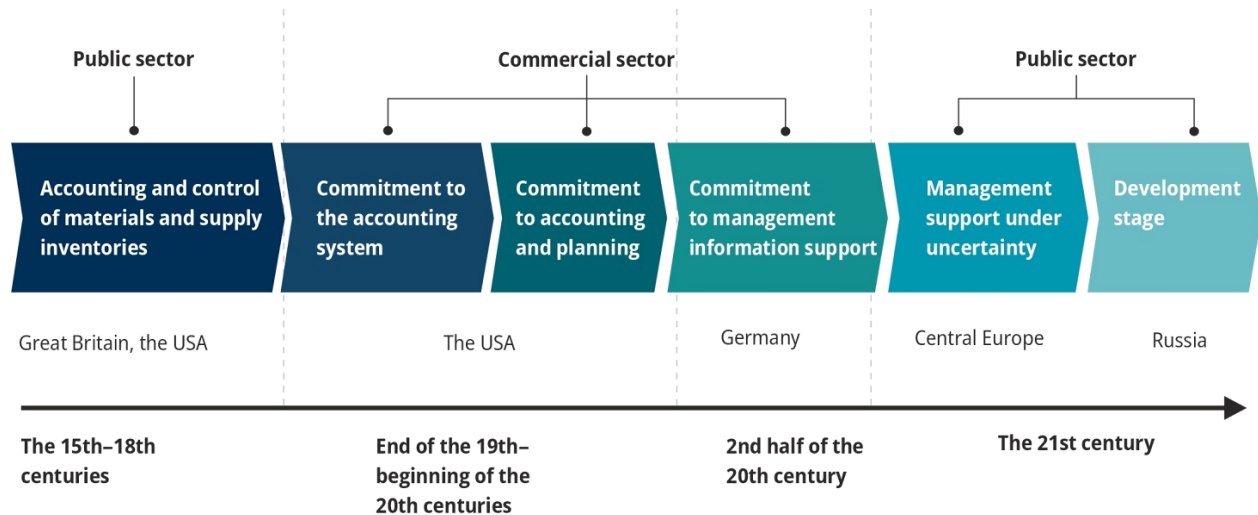 Public sector
Commercial sector
Public sector
Accounting and control
of materials and supply
inventories
Commitment to
the accounting
system
Commitment
to accounting
and planning
Commitment
to management
information support
Management
support under
uncertainty
Development
stage
Great Britain, the USA
The USA
Germany
Central Europe
Russia
The 15th–18th
centuries
End of the 19th–
beginning of the
20th centuries
2nd half of the
20th century
The 21st century